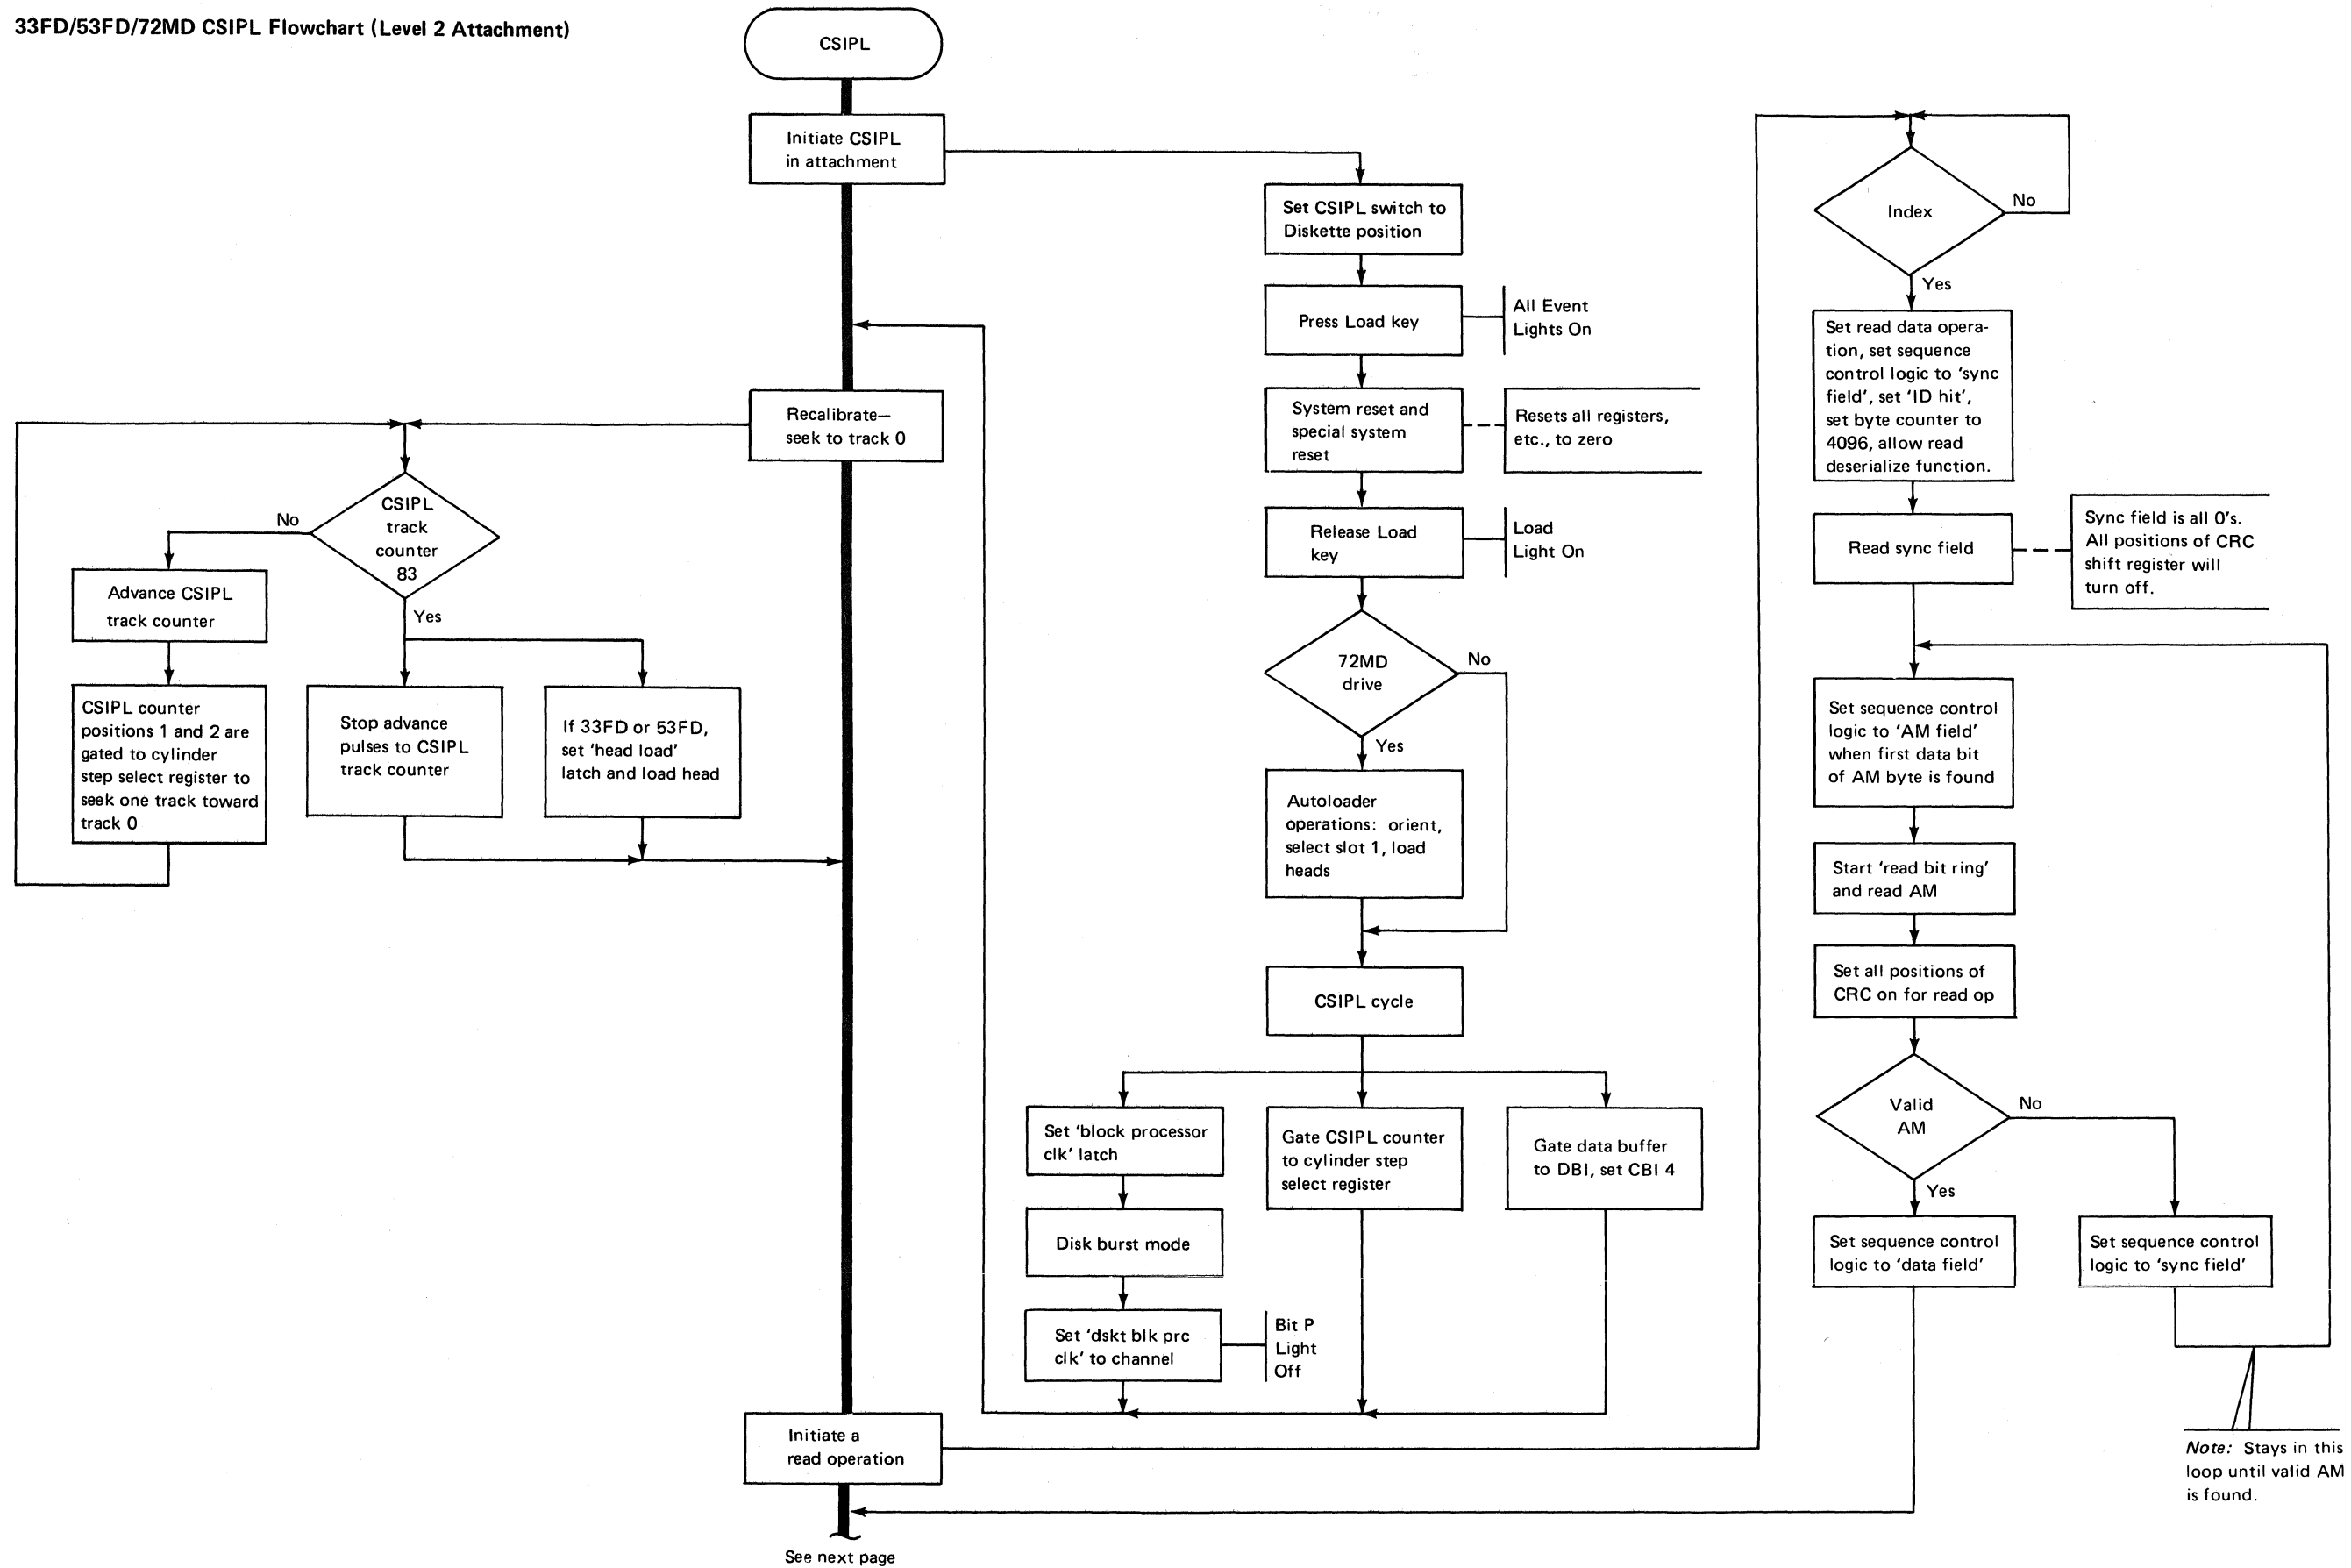 33FD/53FD/72MD CSIPL Flowchart (Level 2 Attachment)
CSIPL
Initiate CSIPL
in attachment
Recalibrate—
seek to track 0
CSIPL
track
counter
83
No
Yes
Advance CSIPL
track counter
CSIPL counter
positions 1 and 2 are
gated to cylinder
step select register to
seek one track toward
track 0
Stop advance
pulses to CSIPL
track counter
If 33FD or 53FD,
set ‘head load’
latch and load head
Set CSIPL switch to
Diskette position
Press Load key
All Event
Lights On
System reset and
special system
reset
Resets all registers,
etc., to zero
Release Load
key
Load
Light On
72MD
drive
No
Yes
Autoloader
operations: orient,
select slot 1, load
heads
CSIPL cycle
Set ‘block processor
clk’ latch
Disk burst mode
Set ‘dskt blk prc
clk’ to channel
Bit P
Light
Off
Gate CSIPL counter
to cylinder step
select register
Gate data buffer
to DBI, set CBI 4
Initiate a
read operation
See next page
Index
No
Yes
Set read data opera-
tion, set sequence
control logic to ‘sync
field’, set ‘ID hit’,
set byte counter to
4096, allow read
deserialize function.
Read sync field
Sync field is all 0’s.
All positions of CRC
shift register will
turn off.
Set sequence control
logic to ‘AM field’
when first data bit
of AM byte is found
Start ‘read bit ring’
and read AM
Set all positions of
CRC on for read op
Valid
AM
No
Yes
Set sequence control
logic to ‘data field’
Set sequence control
logic to ‘sync field’
Note: Stays in this
loop until valid AM
is found.